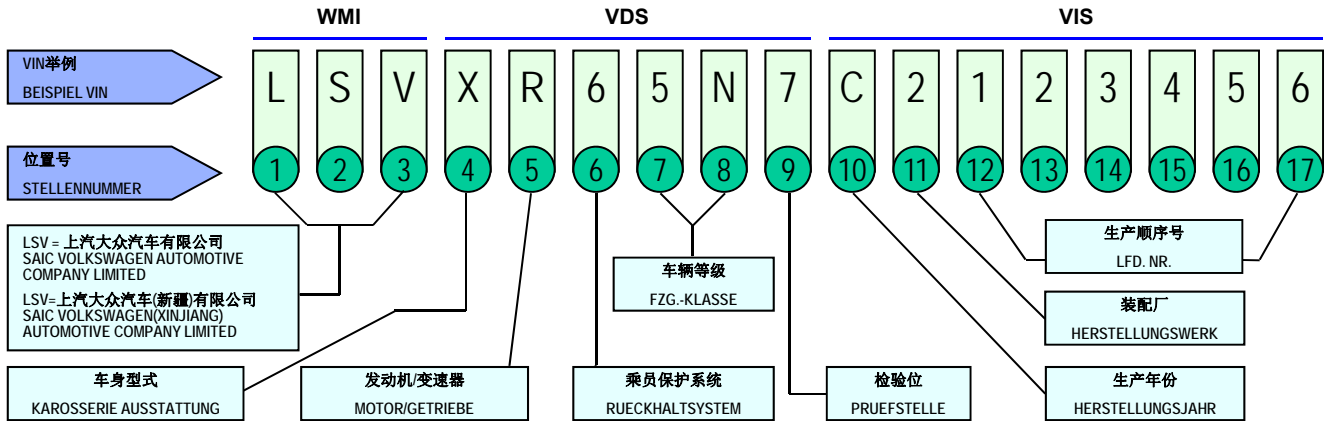 WMI VDS VIS
VIN举例
BEISPIEL VIN
L S V X R 6 5 N 7 C 2 1 2 3 4 5 6
位置号
STELLENNUMMER
1 2 3 4 5 6 7 8 9 10 11 12 13 14 15 16 17
LSV = 上汽大众汽车有限公司
SAIC VOLKSWAGEN AUTOMOTIVE
COMPANY LIMITED
LSV=上汽大众汽车(新疆)有限公司
SAIC VOLKSWAGEN(XINJIANG)
AUTOMOTIVE COMPANY LIMITED
车辆等级
FZG.-KLASSE
生产顺序号
LFD. NR.
装配厂
HERSTELLUNGSWERK
车身型式
KAROSSERIE AUSSTATTUNG
发动机/变速器
MOTOR/GETRIEBE
乘员保护系统
RUECKHALTSYSTEM
检验位
PRUEFSTELLE
生产年份
HERSTELLUNGSJAHR